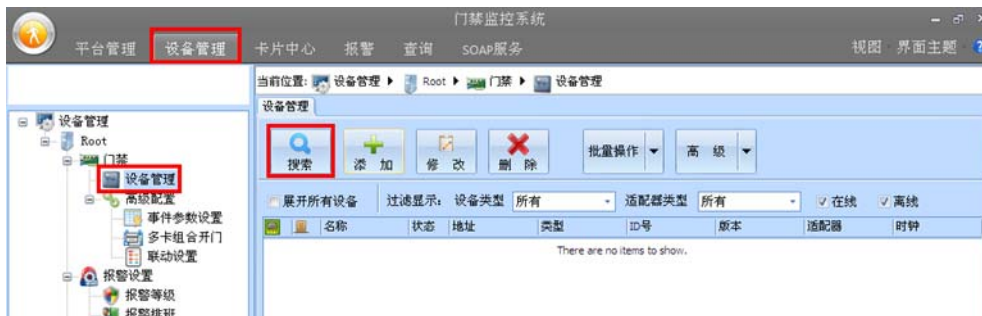 门禁监控系统
平台管理 设备管理 卡片中心 报警 查询 SOAP服务 视图 界面主题
当前位置: 设备管理 Root 门禁 设备管理
设备管理
设备管理
Root
门禁
设备管理
高级配置
事件参数设置
多卡组合开门
联动设置
报警设置
报警等级
报警排班
搜索 添 加 修 改 删 除 批量操作 高 级
展开所有设备 过滤显示: 设备类型 所有 适配器类型 所有 在线 离线
名称 状态 地址 类型 ID号 版本 适配器 时钟
There are no items to show.